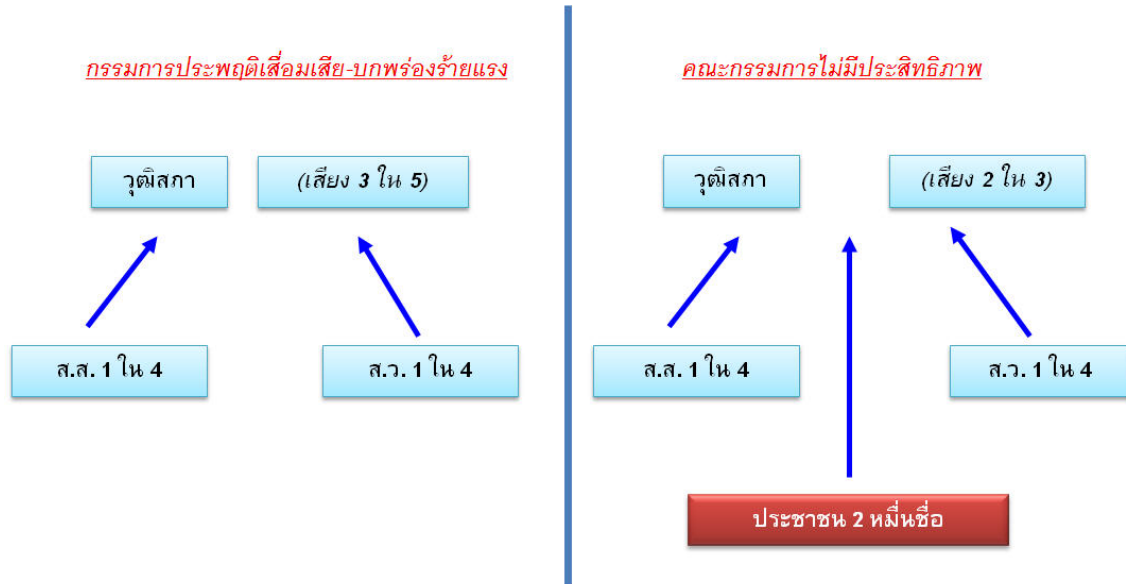 กรรมการประพฤติเสื่อมเสีย-บกพร่องร้ายแรง
วุฒิสภา
(เสียง 3 ใน 5)
ส.ส. 1 ใน 4
ส.ว. 1 ใน 4
คณะกรรมการไม่มีประสิทธิภาพ
วุฒิสภา
(เสียง 2 ใน 3)
ส.ส. 1 ใน 4
ส.ว. 1 ใน 4
ประชาชน 2 หมื่นชื่อ